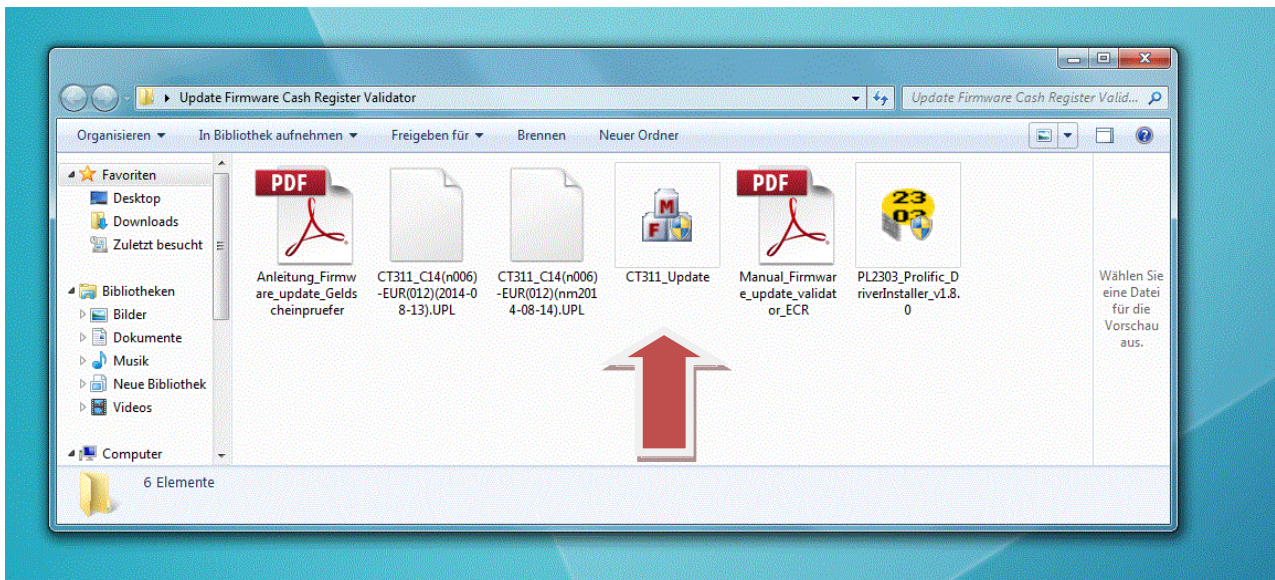 Update Firmware Cash Register Validator
Update Firmware Cash Register Valid...
Organisieren In Bibliothek aufnehmen Freigeben für Brennen Neuer Ordner
Favoriten
Desktop
Downloads
Zuletzt besucht
Bibliotheken
Bilder
Dokumente
Musik
Neue Bibliothek
Videos
Computer
PDF
Anleitung_Firmw
are_update_Gelds
cheinpruefer
CT311_C14(n006)
-EUR(012)(2014-0
8-13).UPL
CT311_C14(n006)
-EUR(012)(nm201
4-08-14).UPL
M
F
CT311_Update
PDF
Manual_Firmwar
e_update_validat
or_ECR
23
03
PL2303_Prolific_D
riverInstaller_v1.8.
0
Wählen Sie
eine Datei
für die
Vorschau
aus.
6 Elemente